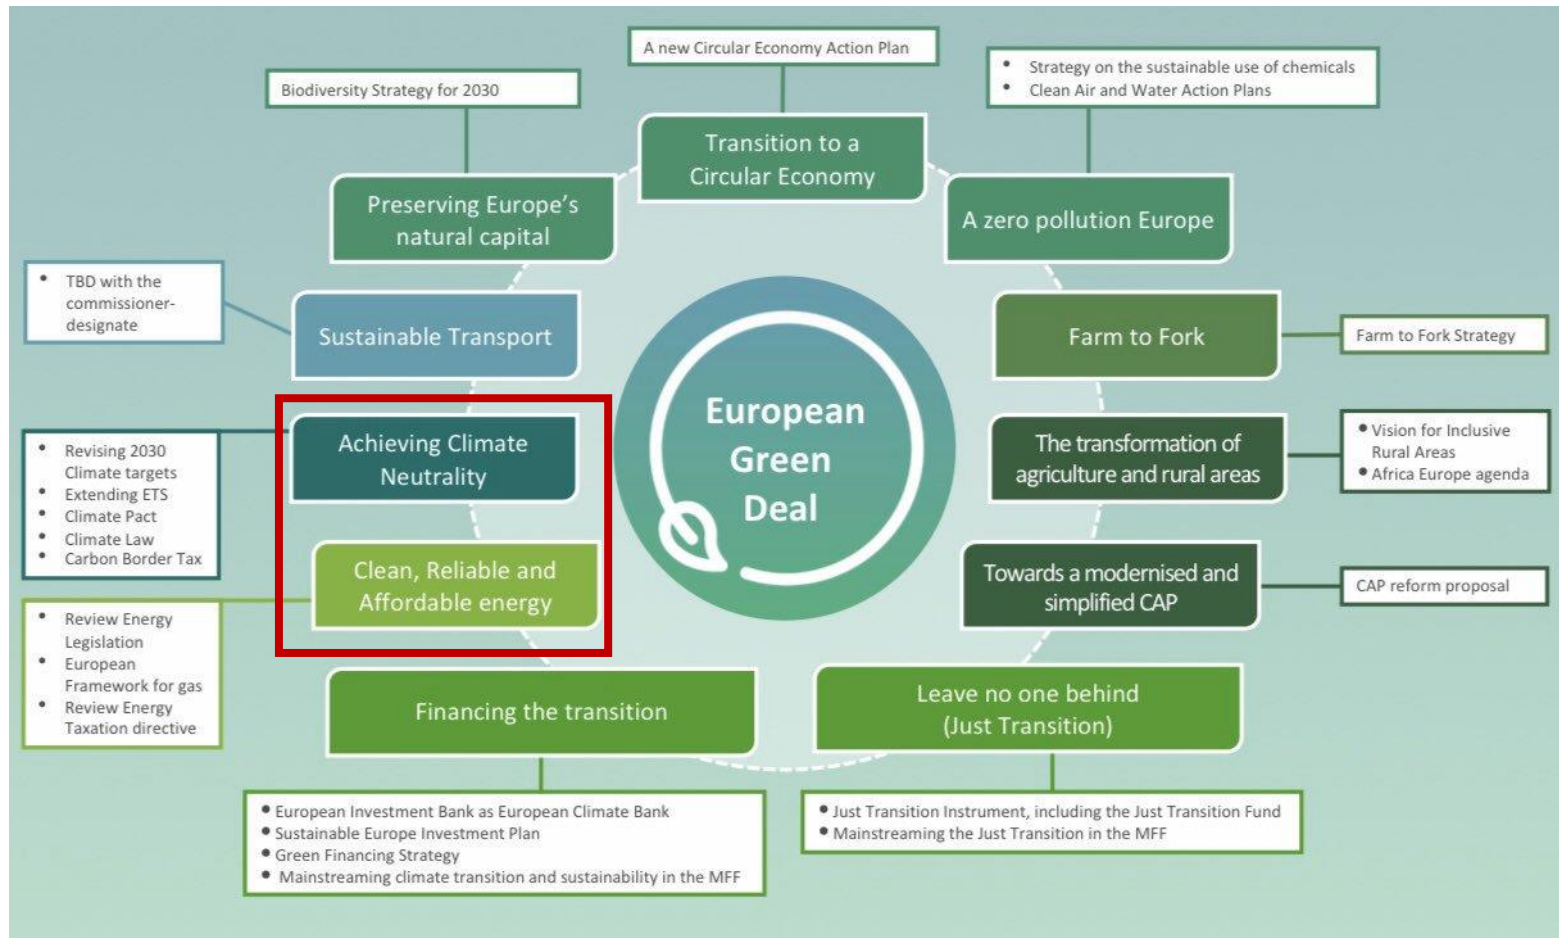 A new Circular Economy Action Plan
Biodiversity Strategy for 2030
• Strategy on the sustainable use of chemicals
• Clean Air and Water Action Plans
Transition to a
Circular Economy
Preserving Europe's
natural capital
A zero pollution Europe
• TBD with the
commissioner-
designate
Sustainable Transport
Farm to Fork
Farm to Fork Strategy
European
Green
Deal
Achieving Climate
Neutrality
• Revising 2030
Climate targets
• Extending ETS
• Climate Pact
• Climate Law
• Carbon Border Tax
The transformation of
agriculture and rural areas
• Vision for Inclusive
Rural Areas
• Africa Europe agenda
Clean, Reliable and
Affordable energy
• Review Energy
Legislation
• European
Framework for gas
• Review Energy
Taxation directive
Towards a modernised and
simplified CAP
CAP reform proposal
Financing the transition
Leave no one behind
(Just Transition)
• European Investment Bank as European Climate Bank
• Sustainable Europe Investment Plan
• Green Financing Strategy
• Mainstreaming climate transition and sustainability in the MFF
• Just Transition Instrument, including the Just Transition Fund
• Mainstreaming the Just Transition in the MFF